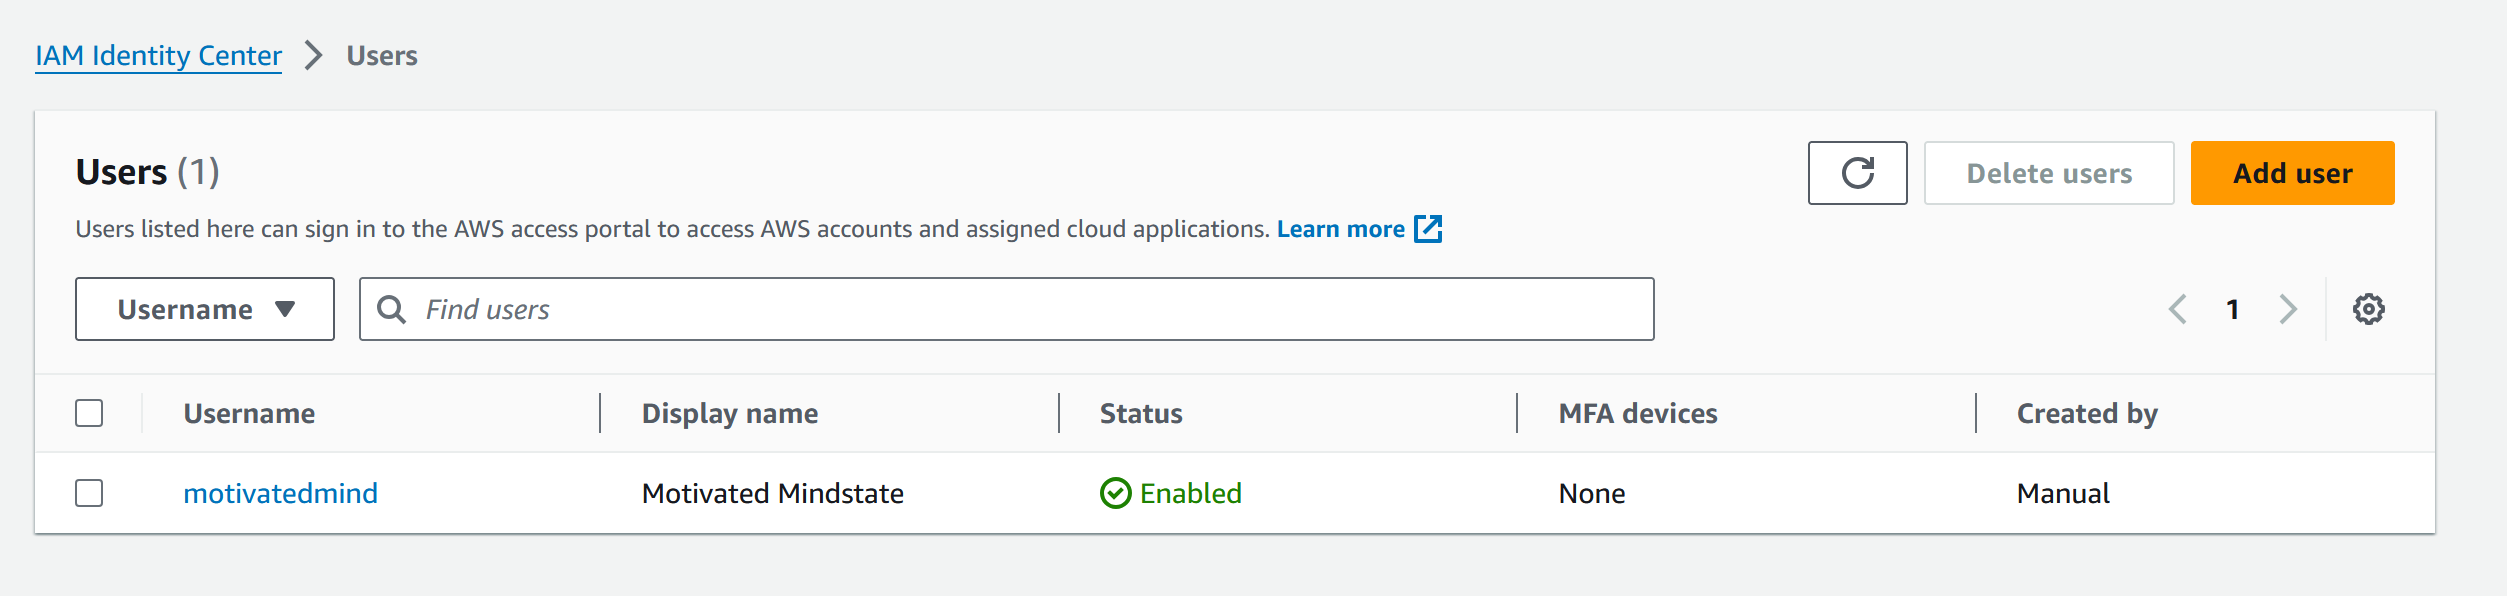 IAM Identity Center > Users
Users (1)
Delete users
Add user
Users listed here can sign in to the AWS access portal to access AWS accounts and assigned cloud applications. Learn more
Username
Find users
1
Username Display name Status MFA devices Created by
motivatedmind Motivated Mindstate Enabled None Manual